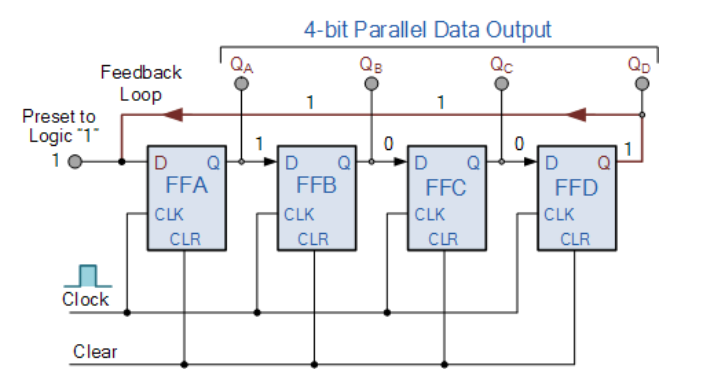 4-bit Parallel Data Output
QA QB QC QD
Feedback
Loop
1 1
Preset to
Logic "1"
1
1 0 0 1
D Q D Q D Q D Q
FFA FFB FFC FFD
CLK CLK CLK CLK
CLR CLR CLR CLR
Clock
Clear